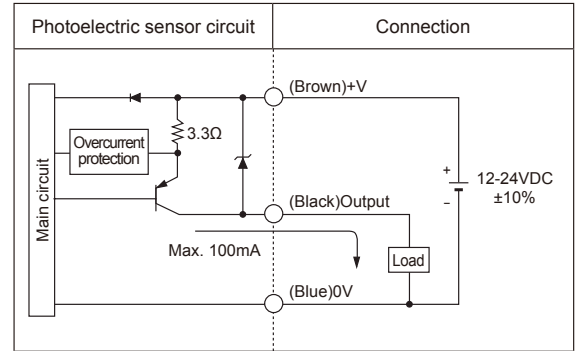 Photoelectric sensor circuit
Connection
(Brown)+V
3.3Ω
Overcurrent
protection
Main circuit
+
12-24VDC
±10%
−
(Black)Output
Max. 100mA
Load
(Blue)0V